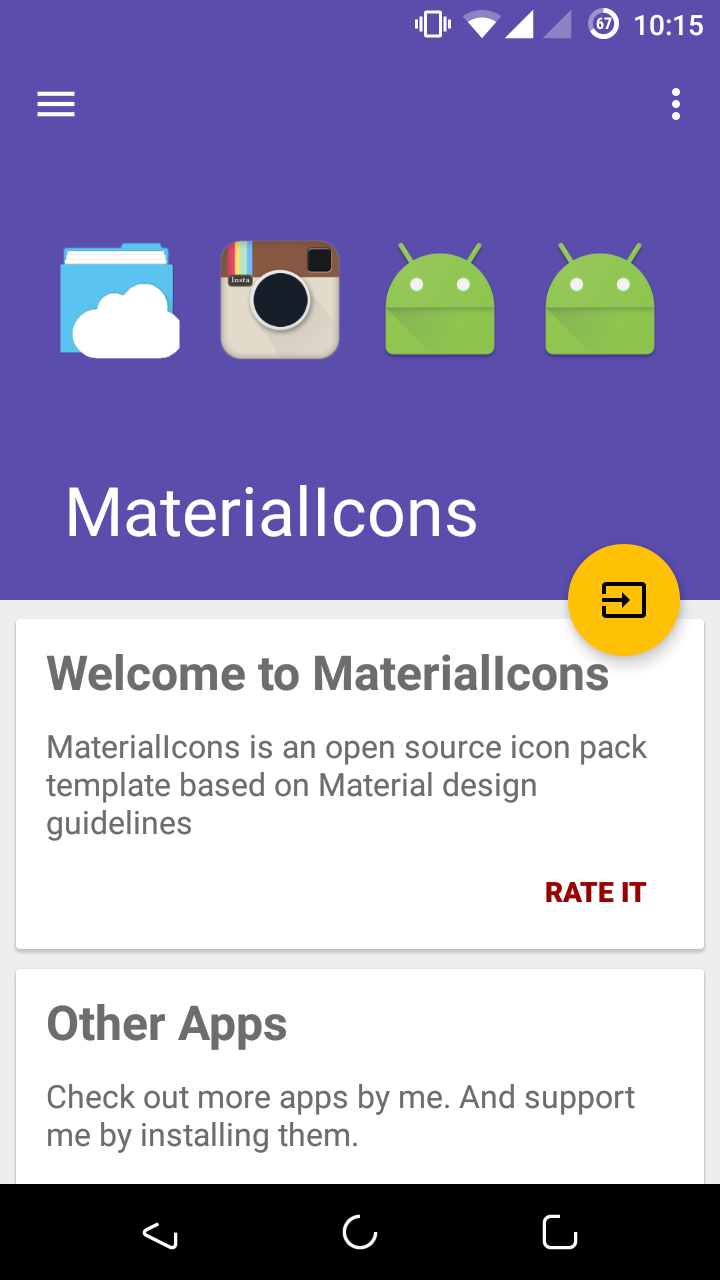 67 10:15
Insta
MaterialIcons
Welcome to MaterialIcons
MaterialIcons is an open source icon pack
template based on Material design
guidelines
RATE IT
Other Apps
Check out more apps by me. And support
me by installing them.